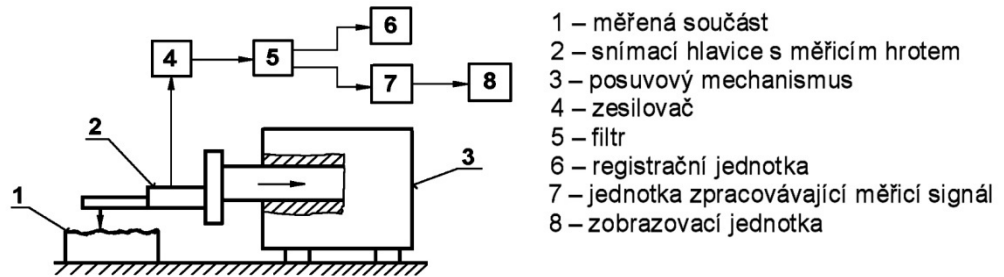 6
4
5
7
8
2
3
1
1 – měřená součást
2 – snímací hlavice s měřicím hrotem
3 – posuvový mechanismus
4 – zesilovač
5 – filtr
6 – registrační jednotka
7 – jednotka zpracovávající měřicí signál
8 – zobrazovací jednotka